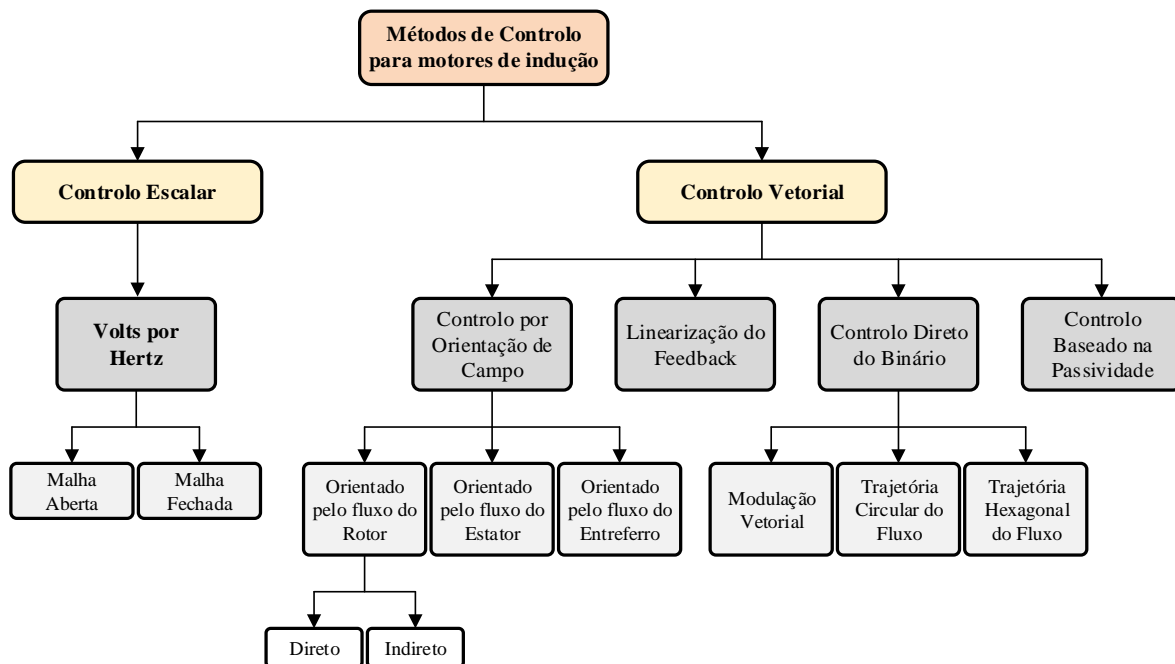 Métodos de Controlo
para motores de indução
Controlo Escalar
Controlo Vetorial
Volts por
Hertz
Controlo por
Orientação de
Campo
Linearização do
Feedback
Controlo Direto
do Binário
Controlo
Baseado na
Passividade
Malha
Aberta
Malha
Fechada
Orientado
pelo fluxo do
Rotor
Orientado
pelo fluxo do
Estator
Orientado
pelo fluxo do
Entreferro
Modulação
Vetorial
Trajetória
Circular do
Fluxo
Trajetória
Hexagonal
do Fluxo
Direto
Indireto